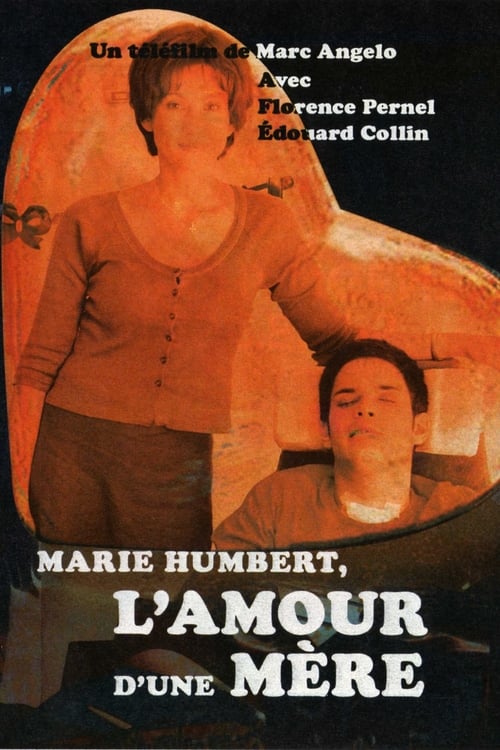 Un téléfilm de Marc Angelo
Avec
Florence Pernel
Édouard Collin
MARIE HUMBERT,
L'AMOUR
D'UNE MÈRE